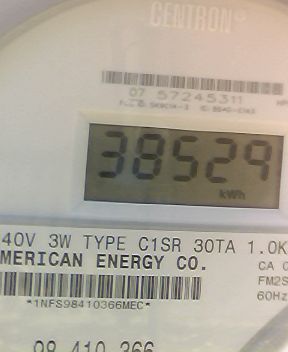 CENTRON®
07 57245311
38529
kWh
40V 3W TYPE C1SR 30TA 1.0K
MERICAN ENERGY CO.
CA 0
FM2S
60Hz
*1NFS98410366MEC*
98 410 366